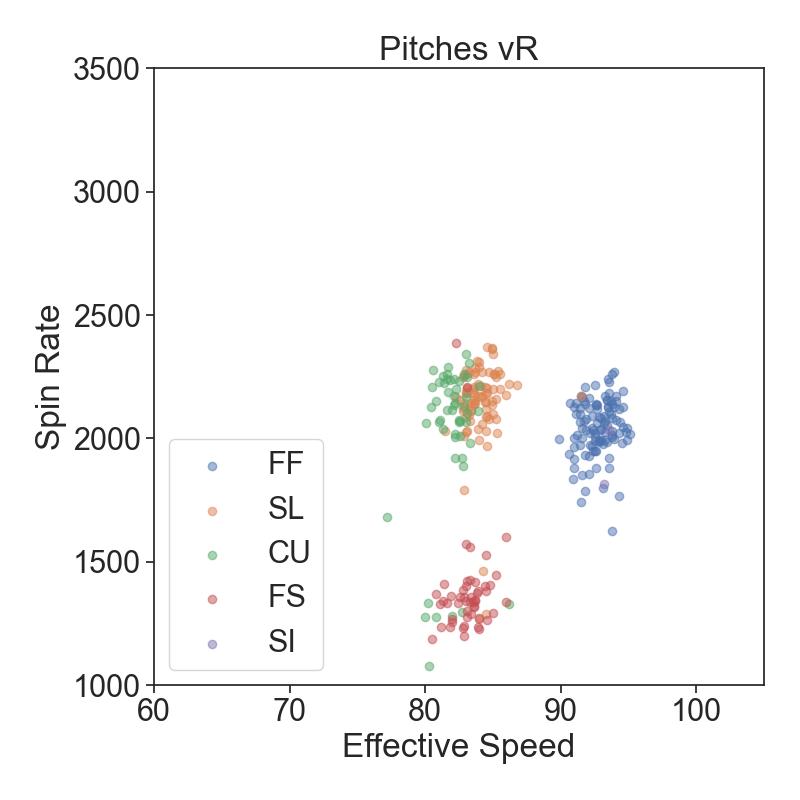 Pitches vR
3500
3000
2500
2000
1500
1000
Spin Rate
FF
SL
CU
FS
SI
60 70 80 90 100
Effective Speed